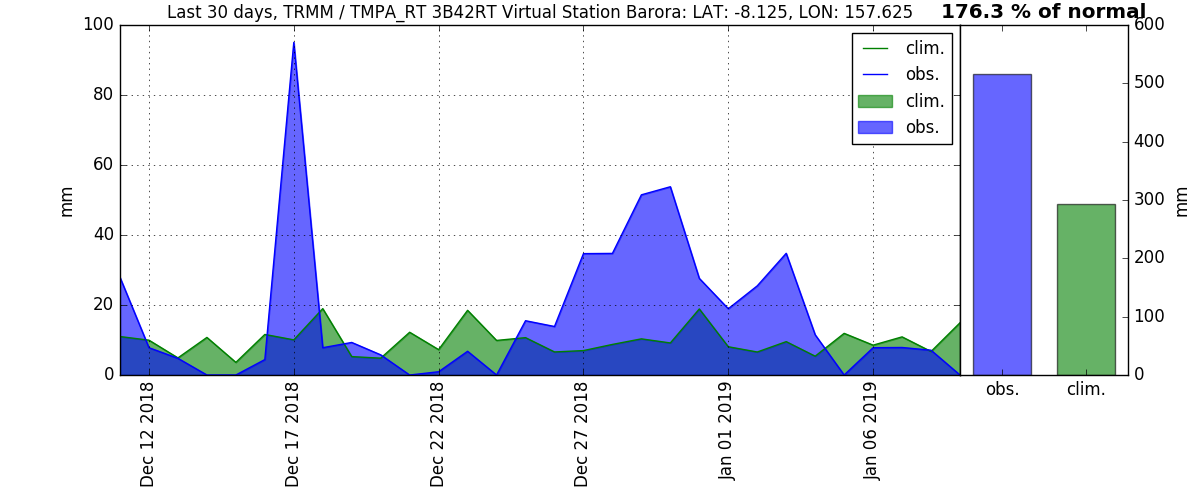 Last 30 days, TRMM / TMPA_RT 3B42RT Virtual Station Barora: LAT: -8.125, LON: 157.625
176.3 % of normal
100
80
60
40
20
0
mm
clim.
obs.
clim.
obs.
Dec 12 2018
Dec 17 2018
Dec 22 2018
Dec 27 2018
Jan 01 2019
Jan 06 2019
600
500
400
300
200
100
0
mm
obs.
clim.